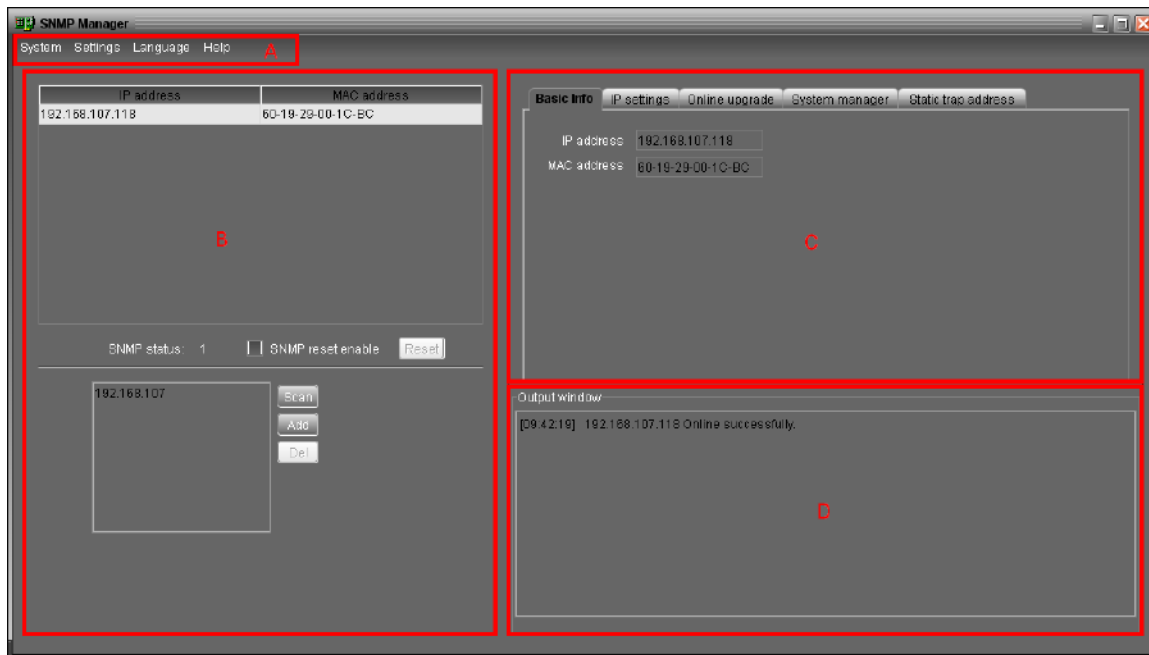 SNMP Manager
System Settings Language Help
A
IP address MAC address
192.168.107.118 60-19-29-00-1C-BC
B
SNMP status: 1 SNMP reset enable Reset
192.168.107
Scan
Add
Del
Basic Info IP settings Online upgrade System manager Static trap address
IP address 192.168.107.118
MAC address 60-19-29-00-1C-BC
C
Output window
[09:42:19] 192.168.107.118 Online successfully.
D